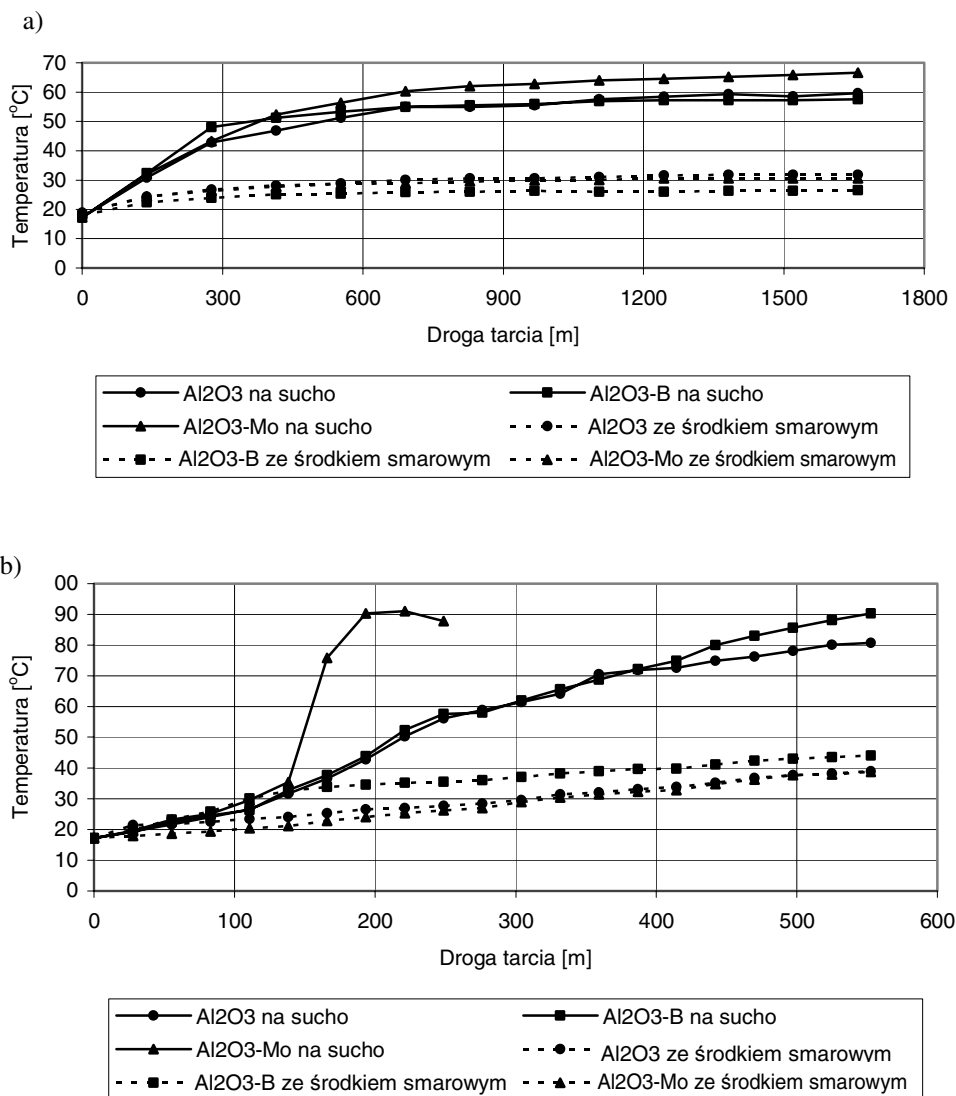 a)
70
60
50
40
30
20
10
0
Temperatura [°C]
0 300 600 900 1200 1500 1800
Droga tarcia [m]
Al2O3 na sucho Al2O3-B na sucho
Al2O3-Mo na sucho Al2O3 ze środkiem smarowym
Al2O3-B ze środkiem smarowym Al2O3-Mo ze środkiem smarowym
b)
00
90
80
70
60
50
40
30
20
10
0
Temperatura [°C]
0 100 200 300 400 500 600
Droga tarcia [m]
Al2O3 na sucho Al2O3-B na sucho
Al2O3-Mo na sucho Al2O3 ze środkiem smarowym
Al2O3-B ze środkiem smarowym Al2O3-Mo ze środkiem smarowym